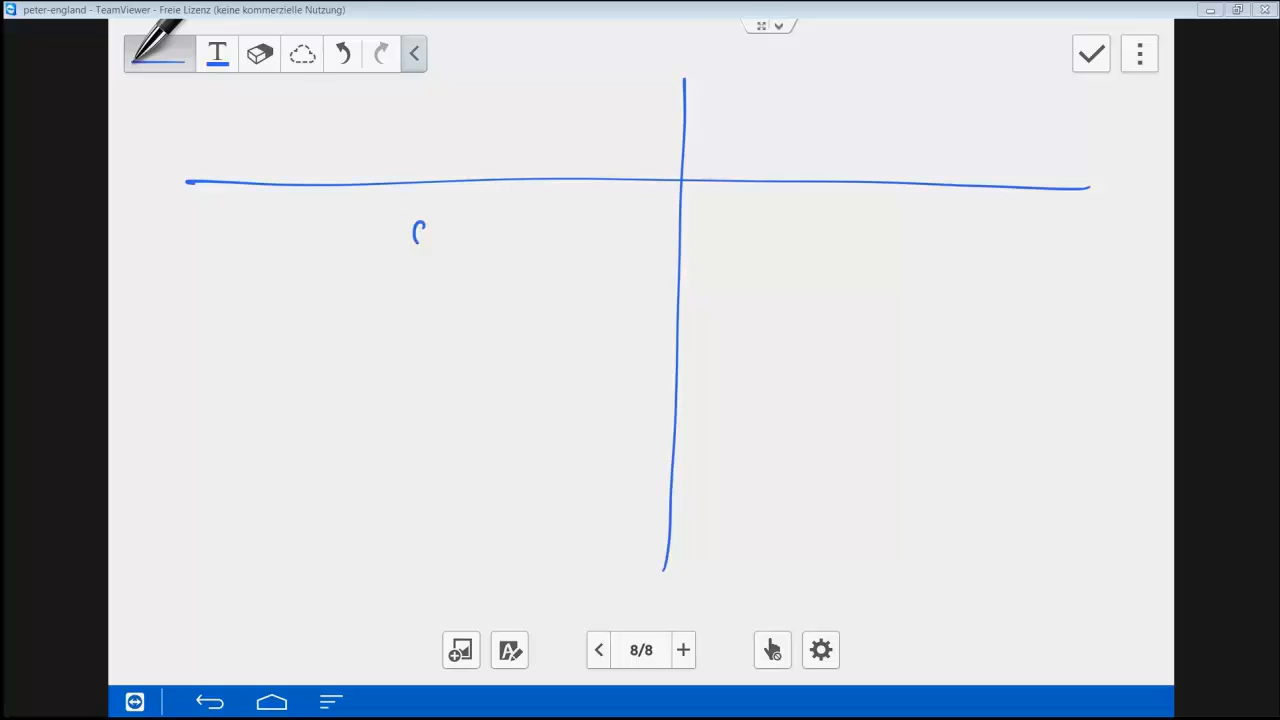 peter-england - TeamViewer - Freie Lizenz (keine kommerzielle Nutzung)
T
A
8/8